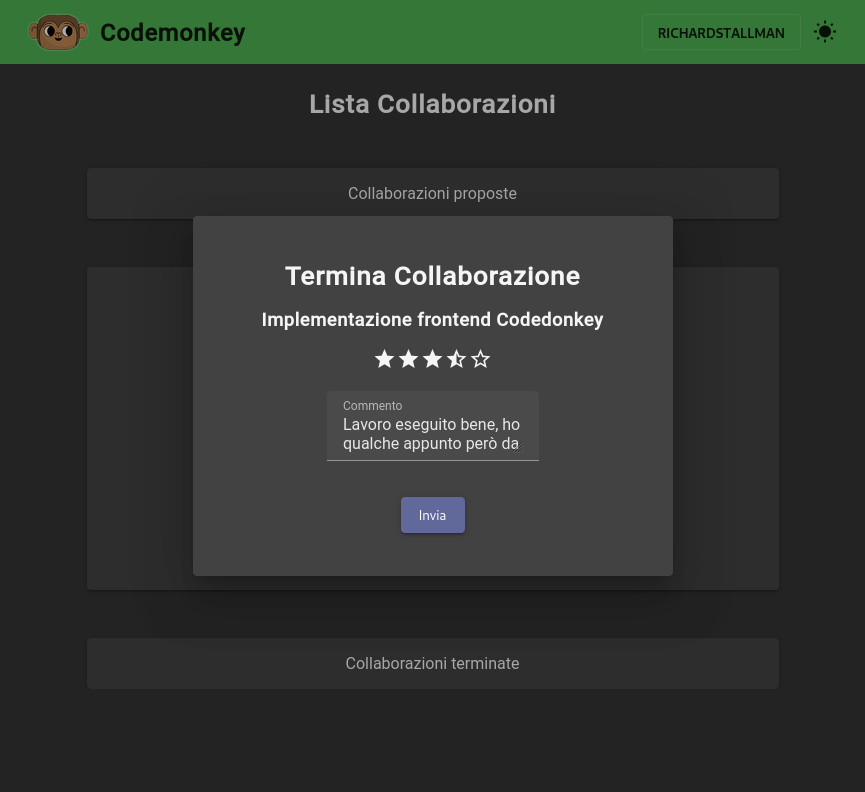 Codemonkey
RICHARDSTALLMAN
Lista Collaborazioni
Collaborazioni proposte
Termina Collaborazione
Implementazione frontend Codedonkey
Commento
Lavoro eseguito bene, ho
qualche appunto però da
Invia
Collaborazioni terminate